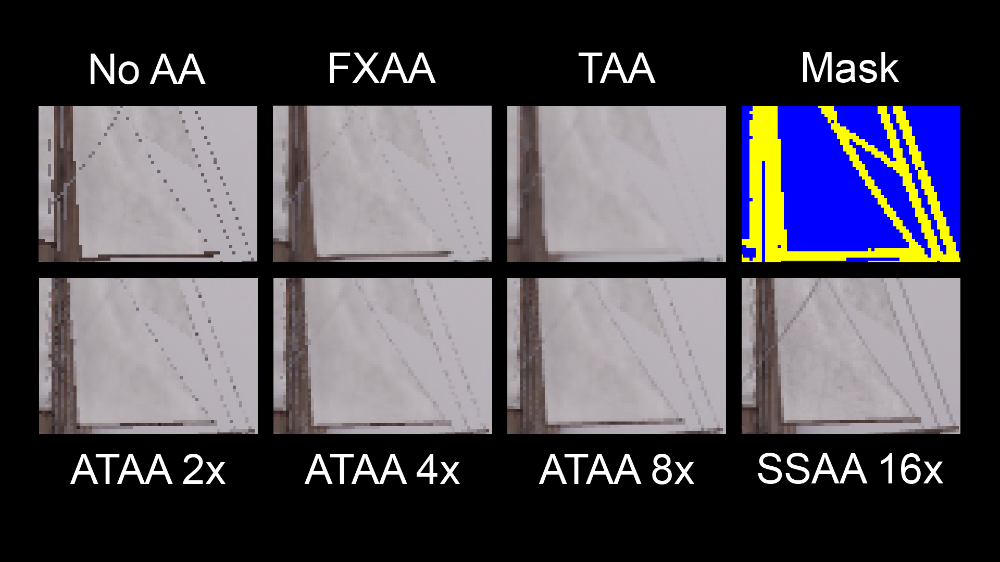 No AA
FXAA
TAA
Mask
ATAA 2x
ATAA 4x
ATAA 8x
SSAA 16x